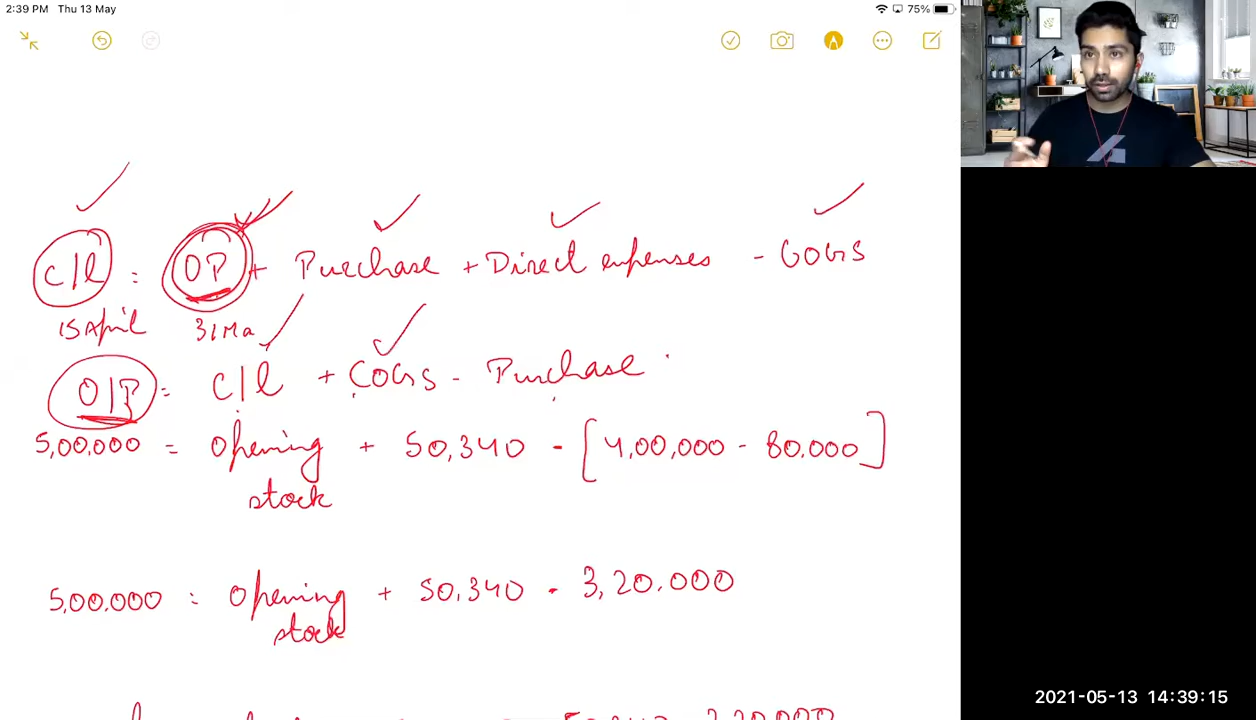 2:39 PM Thu 13 May 75%
C/l = OP + Purchase + Direct expenses - COGS
15 April 31 Ma
O/P = C/l + COGS - Purchase
5,00,000 = opening stock + 50,340 - [4,00,000 - 80,000]
5,00,000 = opening stock + 50,340 - 3,20,000
2021-05-13 14:39:15